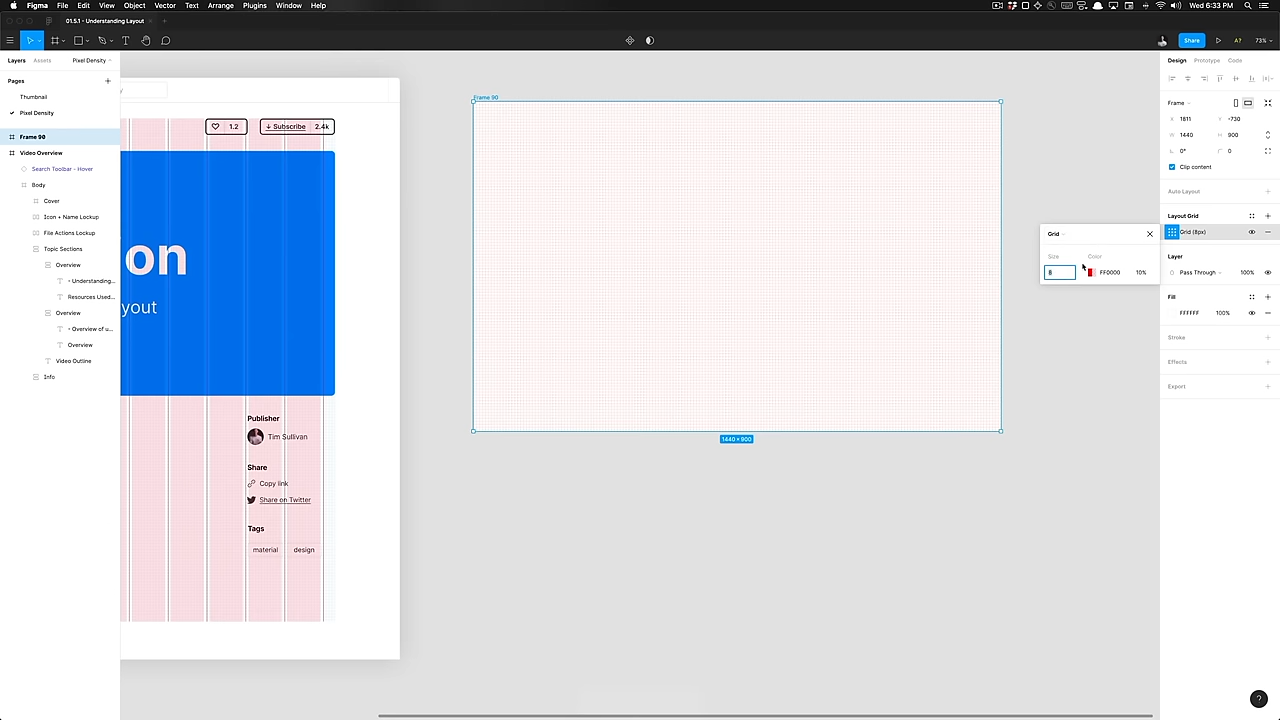 Figma File Edit View Object Vector Text Arrange Plugins Window Help
Wed 6:33 PM
01.5.1 - Understanding Layout
Share
A?
73%
Layers Assets Pixel Density
Pages
Thumbnail
Pixel Density
Frame 90
Video Overview
Search Toolbar - Hover
Body
Cover
Icon + Name Lockup
File Actions Lockup
Topic Sections
Overview
- Understanding...
Resources Used...
Overview
- Overview of u...
Overview
Video Outline
Info
y
1.2
↓ Subscribe 2.4k
on
yout
Publisher
Tim Sullivan
Share
Copy link
Share on Twitter
Tags
material design
Frame 90
1440 × 900
Grid
Size Color
8 FF0000 10%
Design Prototype Code
Frame
X 1811 Y -730
W 1440 H 900
0° 0
Clip content
Auto Layout
Layout Grid
Grid (8px)
Layer
Pass Through 100%
Fill
FFFFFF 100%
Stroke
Effects
Export
?